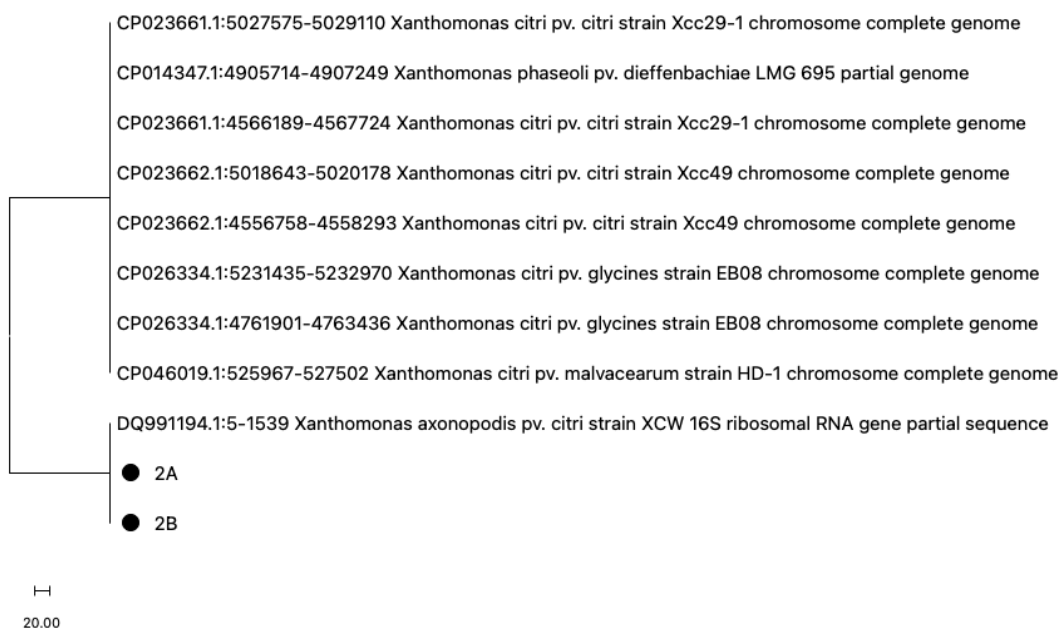 CP023661.1:5027575-5029110 Xanthomonas citri pv. citri strain Xcc29-1 chromosome complete genome
CP014347.1:4905714-4907249 Xanthomonas phaseoli pv. dieffenbachiae LMG 695 partial genome
CP023661.1:4566189-4567724 Xanthomonas citri pv. citri strain Xcc29-1 chromosome complete genome
CP023662.1:5018643-5020178 Xanthomonas citri pv. citri strain Xcc49 chromosome complete genome
CP023662.1:4556758-4558293 Xanthomonas citri pv. citri strain Xcc49 chromosome complete genome
CP026334.1:5231435-5232970 Xanthomonas citri pv. glycines strain EB08 chromosome complete genome
CP026334.1:4761901-4763436 Xanthomonas citri pv. glycines strain EB08 chromosome complete genome
CP046019.1:525967-527502 Xanthomonas citri pv. malvacearum strain HD-1 chromosome complete genome
DQ991194.1:5-1539 Xanthomonas axonopodis pv. citri strain XCW 16S ribosomal RNA gene partial sequence
2A
2B
20.00